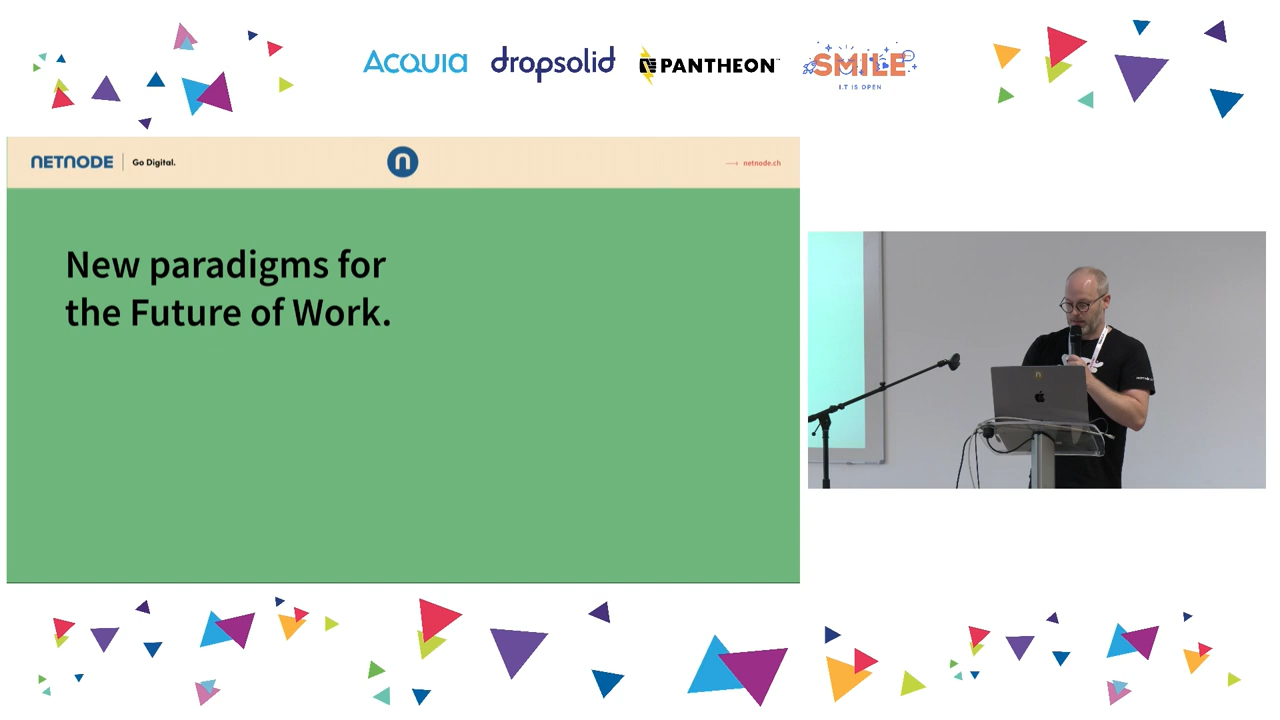 ACQUIA
dropsolid
PANTHEON
SMILE
I.T IS OPEN
NETNODE
Go Digital.
n
netnode.ch
New paradigms for
the Future of Work.